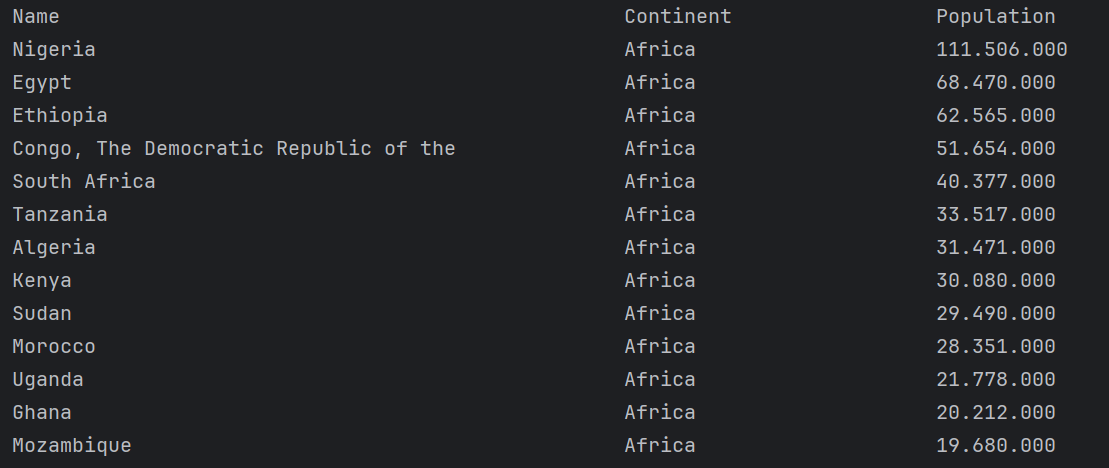 Name Continent Population
Nigeria Africa 111.506.000
Egypt Africa 68.470.000
Ethiopia Africa 62.565.000
Congo, The Democratic Republic of the Africa 51.654.000
South Africa Africa 40.377.000
Tanzania Africa 33.517.000
Algeria Africa 31.471.000
Kenya Africa 30.080.000
Sudan Africa 29.490.000
Morocco Africa 28.351.000
Uganda Africa 21.778.000
Ghana Africa 20.212.000
Mozambique Africa 19.680.000